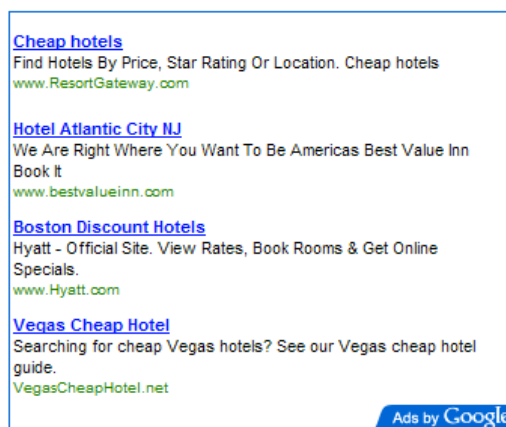 Cheap hotels
Find Hotels By Price, Star Rating Or Location. Cheap hotels
www.ResortGateway.com
Hotel Atlantic City NJ
We Are Right Where You Want To Be Americas Best Value Inn
Book It
www.bestvalueinn.com
Boston Discount Hotels
Hyatt - Official Site. View Rates, Book Rooms & Get Online
Specials.
www.Hyatt.com
Vegas Cheap Hotel
Searching for cheap Vegas hotels? See our Vegas cheap hotel
guide.
VegasCheapHotel.net
Ads by Google